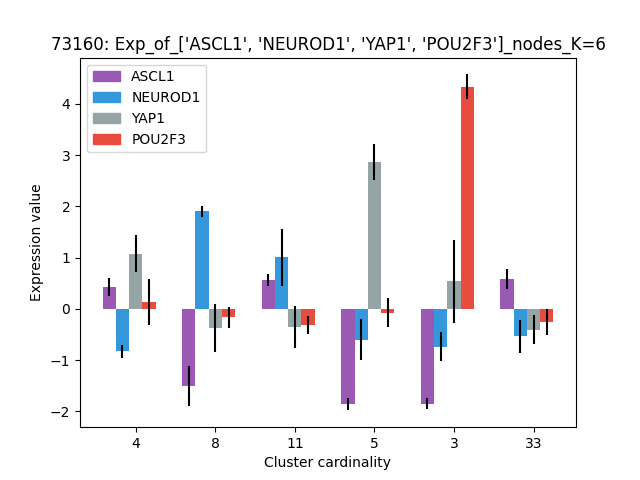 73160: Exp_of_['ASCL1', 'NEUROD1', 'YAP1', 'POU2F3']_nodes_K=6
ASCL1
NEUROD1
YAP1
POU2F3
Expression value
4
3
2
1
0
−1
−2
4 8 11 5 3 33
Cluster cardinality